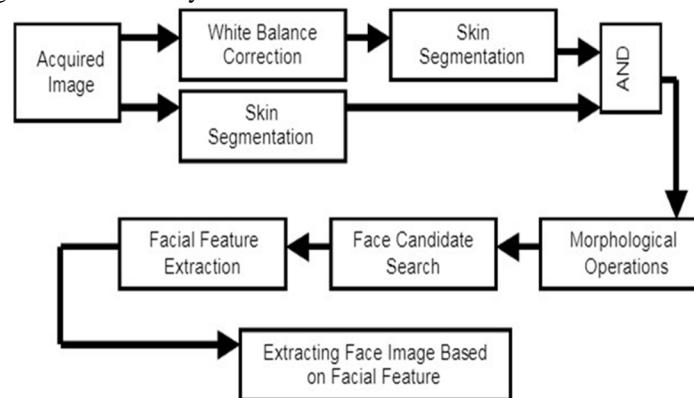 Acquired
Image
White Balance
Correction
Skin
Segmentation
AND
Skin
Segmentation
Facial Feature
Extraction
Face Candidate
Search
Morphological
Operations
Extracting Face Image Based
on Facial Feature